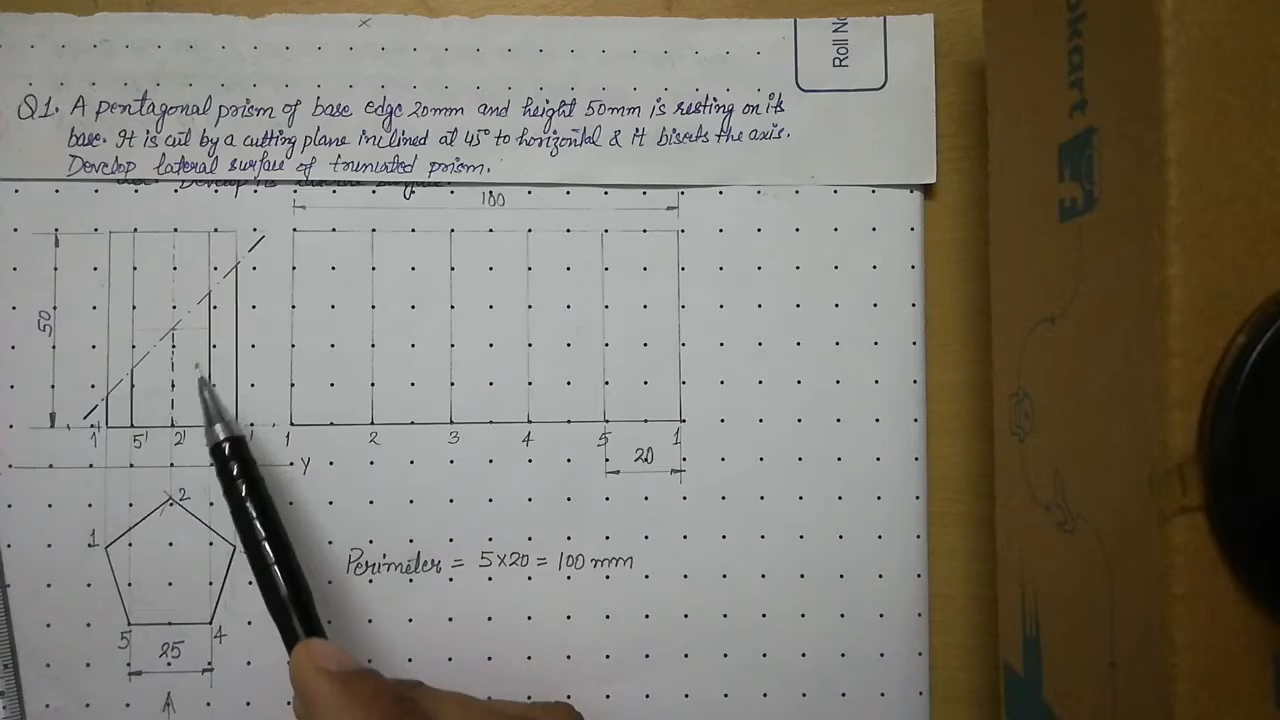 x
Roll No
Q1. A pentagonal prism of base edge 20mm and height 50mm is resting on its
base. It is cut by a cutting plane inclined at 45° to horizontal & it bisects the axis.
Develop lateral surface of truncated prism.
100
50
1' 5' 2' 1 2 3 4 5 1
20
Y
2
1
Perimeter = 5×20 = 100 mm
5 4
25
A
kart